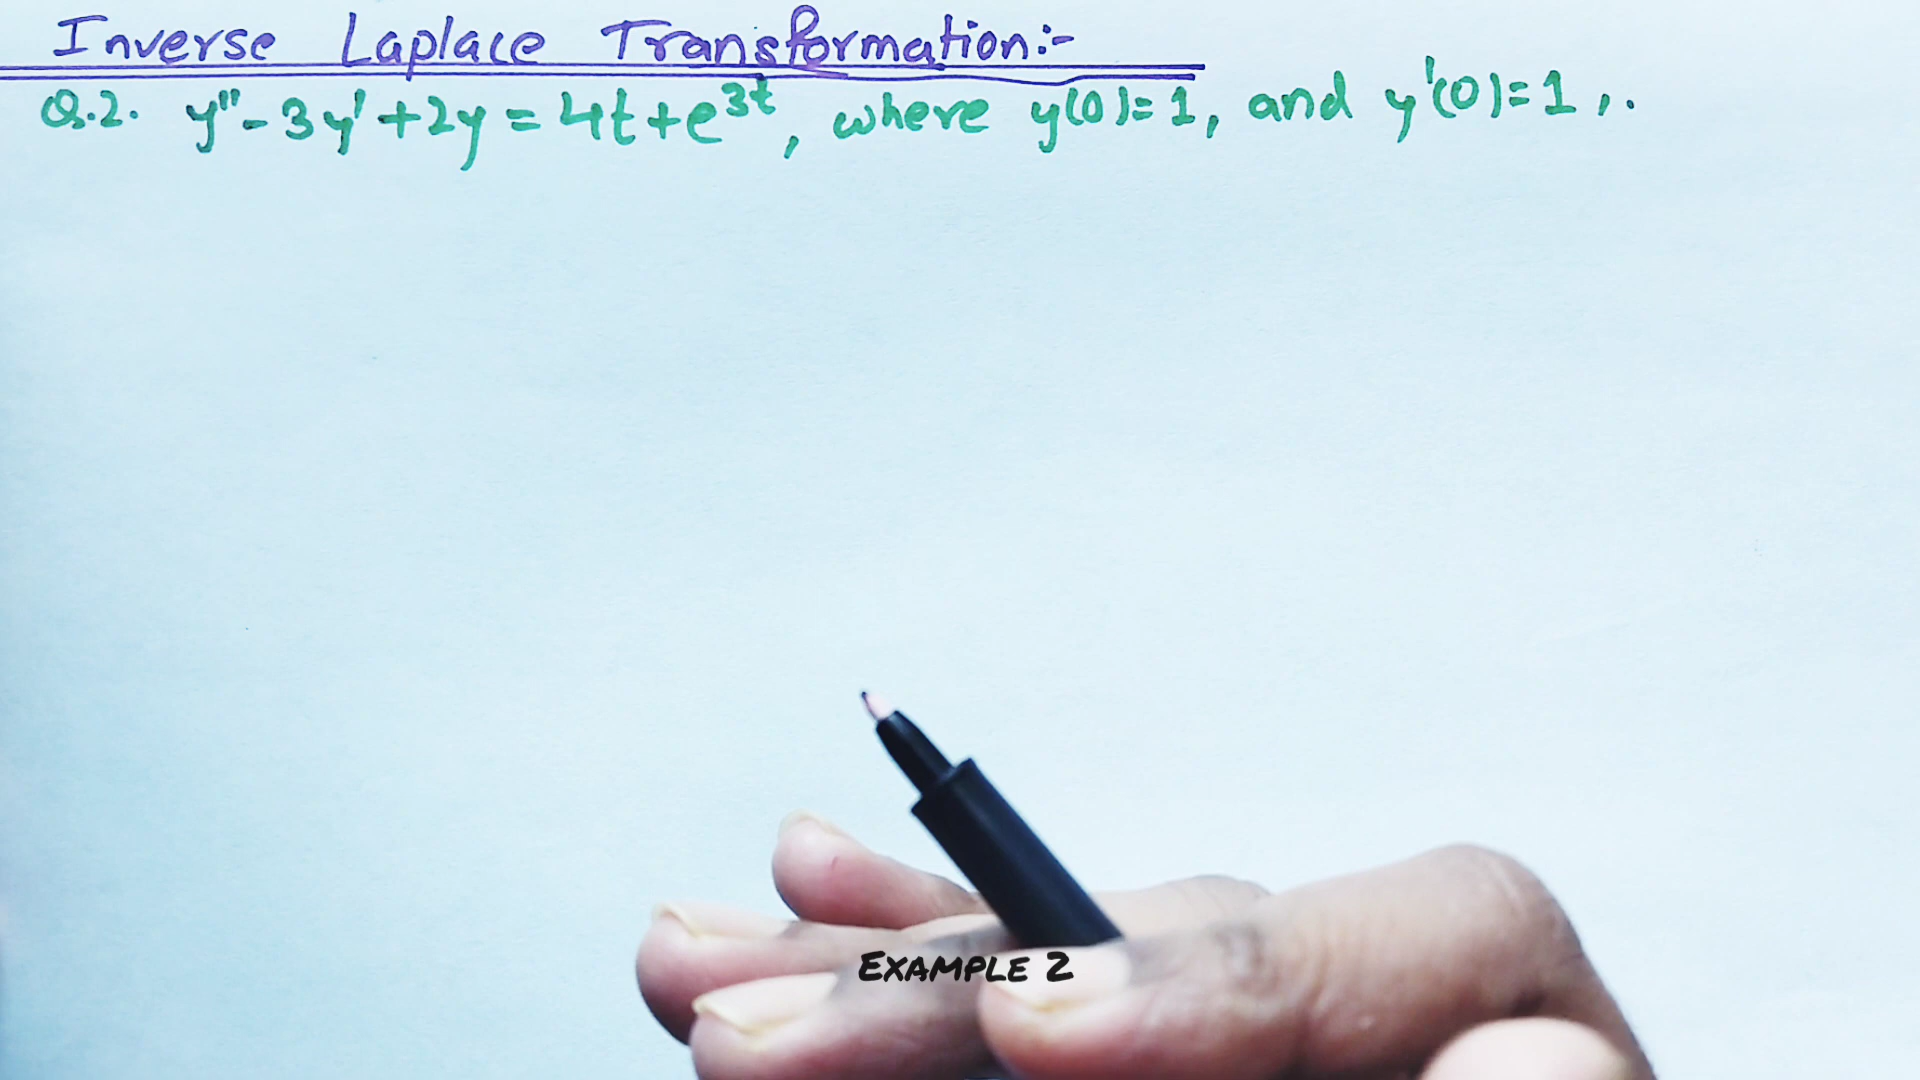 Inverse Laplace Transformation:-
Q.2. y"-3y'+2y=4t+e^3t, where y(0)=1, and y'(0)=1,.
EXAMPLE 2